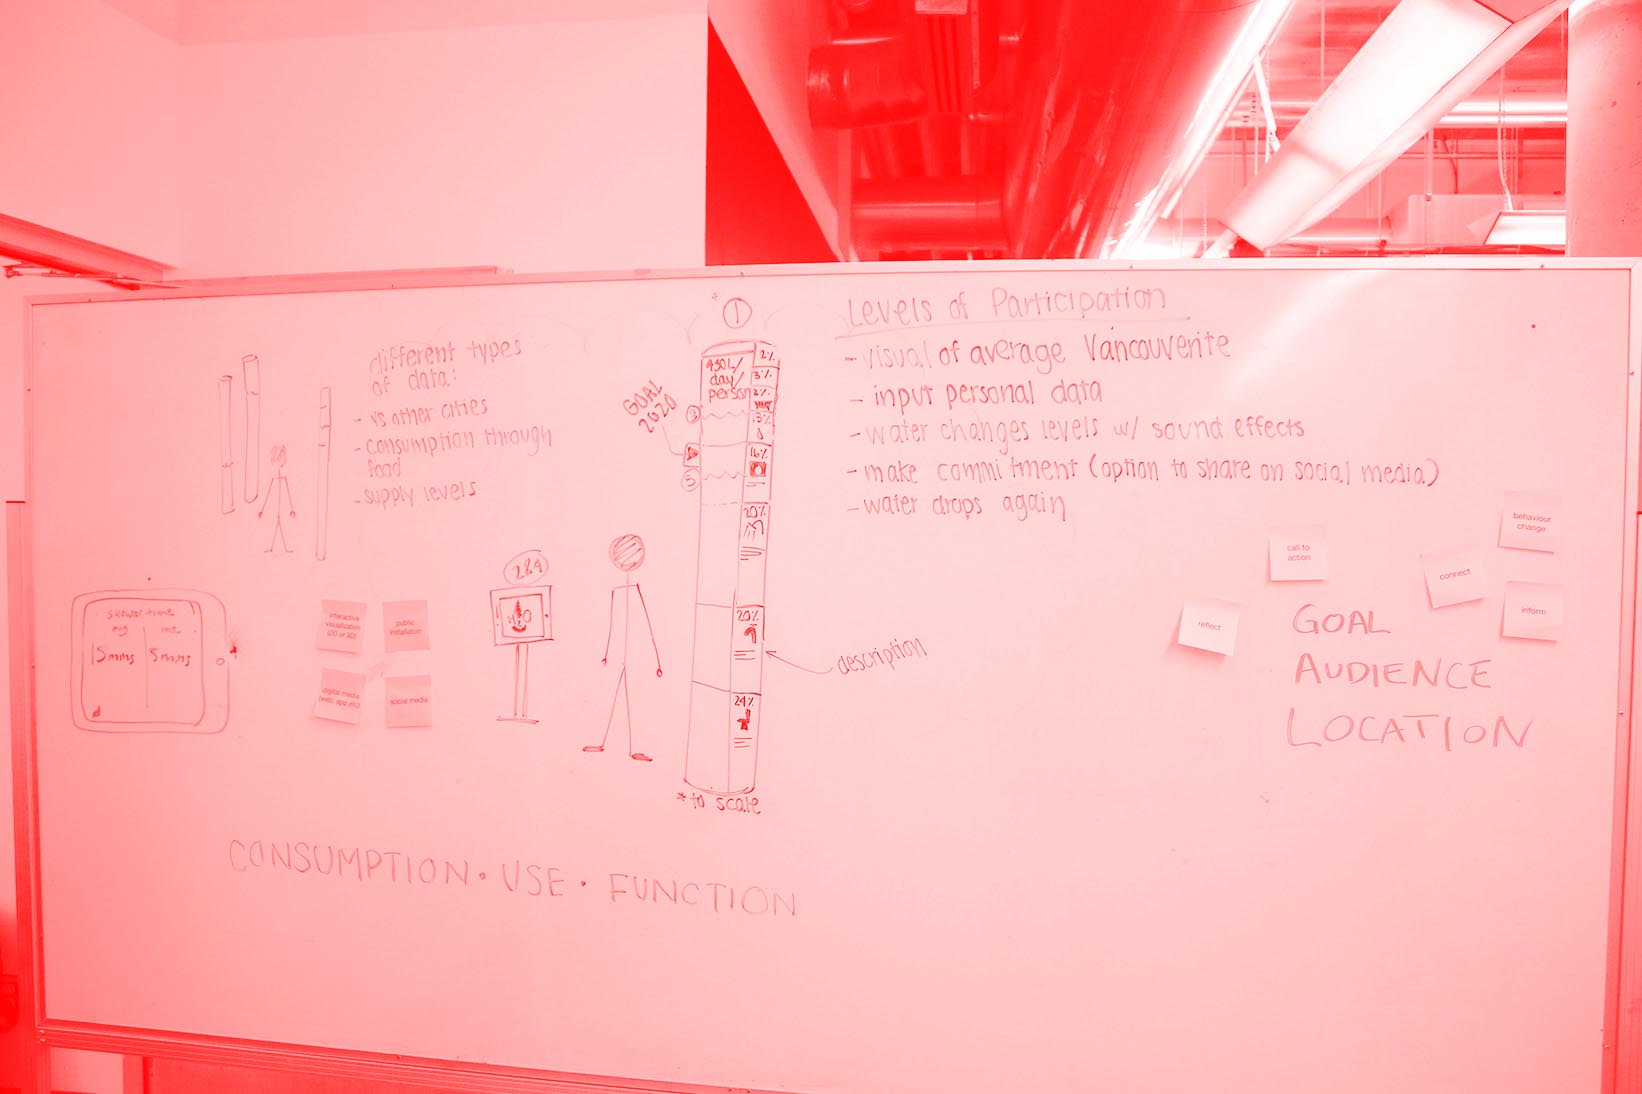 different types
of data:
- vs other cities
- consumption through
food
- supply levels
GOAL
2020
1
430L/
day/
person
2%
3%
2%
13%
16%
20%
20%
24%
3
5
*to scale
description
Levels of Participation
- visual of average Vancouverite
- input personal data
- water changes levels w/ sound effects
- make commitment (option to share on social media)
- water drops again
shower time
avg
me
15mins
5mins
interactive
visualization
(2D or 3D)
public
installation
digital media
(web, app, etc)
social media
2&4
H2O
call to
action
behaviour
change
connect
reflect
inform
GOAL
AUDIENCE
LOCATION
CONSUMPTION · USE · FUNCTION